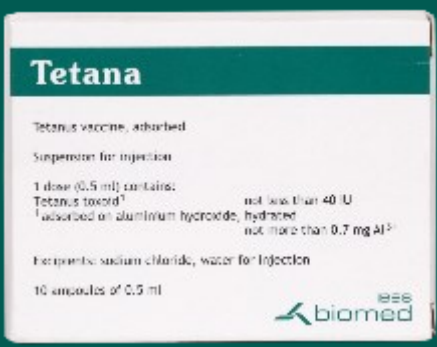 Tetana
Tetanus vaccine, adsorbed
Suspension for injection
1 dose (0.5 ml) contains:
Tetanus toxoid¹ not less than 40 IU
¹adsorbed on aluminium hydroxide, hydrated
not more than 0.7 mg Al³⁺
Excipients: sodium chloride, water for injection
10 ampoules of 0.5 ml
biomed